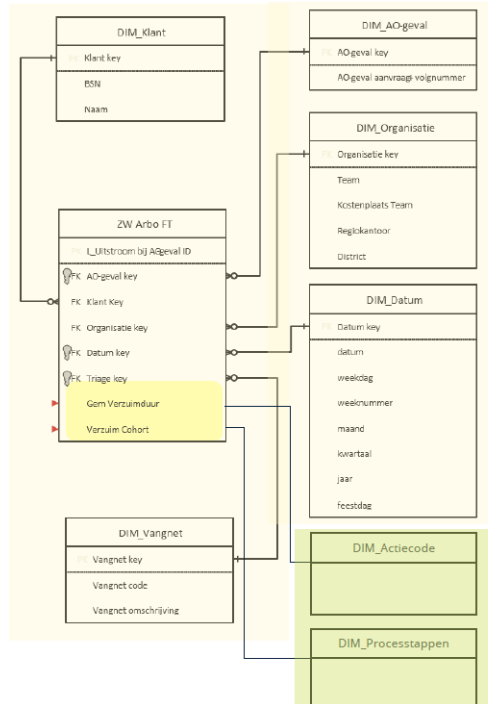 DIM_Klant
PK Klant key
BSN
Naam
DIM_AO-geval
PK AO-geval key
AO-geval aanvraag volgnummer
DIM_Organisatie
PK Organisatie key
Team
Kostenplaats Team
Regiokantoor
District
ZW Arbo FT
I_Uitstroom bij AOgeval ID
FK AO-geval key
FK Klant Key
FK Organisatie key
FK Datum key
FK Triage key
Gem Verzuimduur
Verzuim Cohort
DIM_Datum
PK Datum key
datum
weekdag
weeknummer
maand
kwartaal
jaar
feestdag
DIM_Vangnet
PK Vangnet key
Vangnet code
Vangnet omschrijving
DIM_Actiecode
DIM_Processtappen